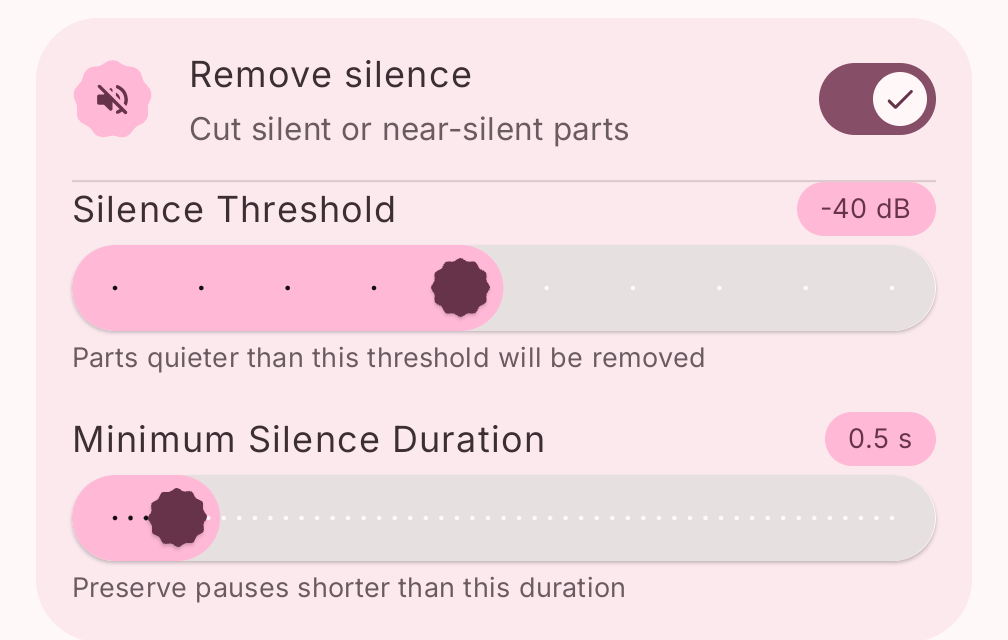 Remove silence
Cut silent or near-silent parts
Silence Threshold
-40 dB
Parts quieter than this threshold will be removed
Minimum Silence Duration
0.5 s
Preserve pauses shorter than this duration